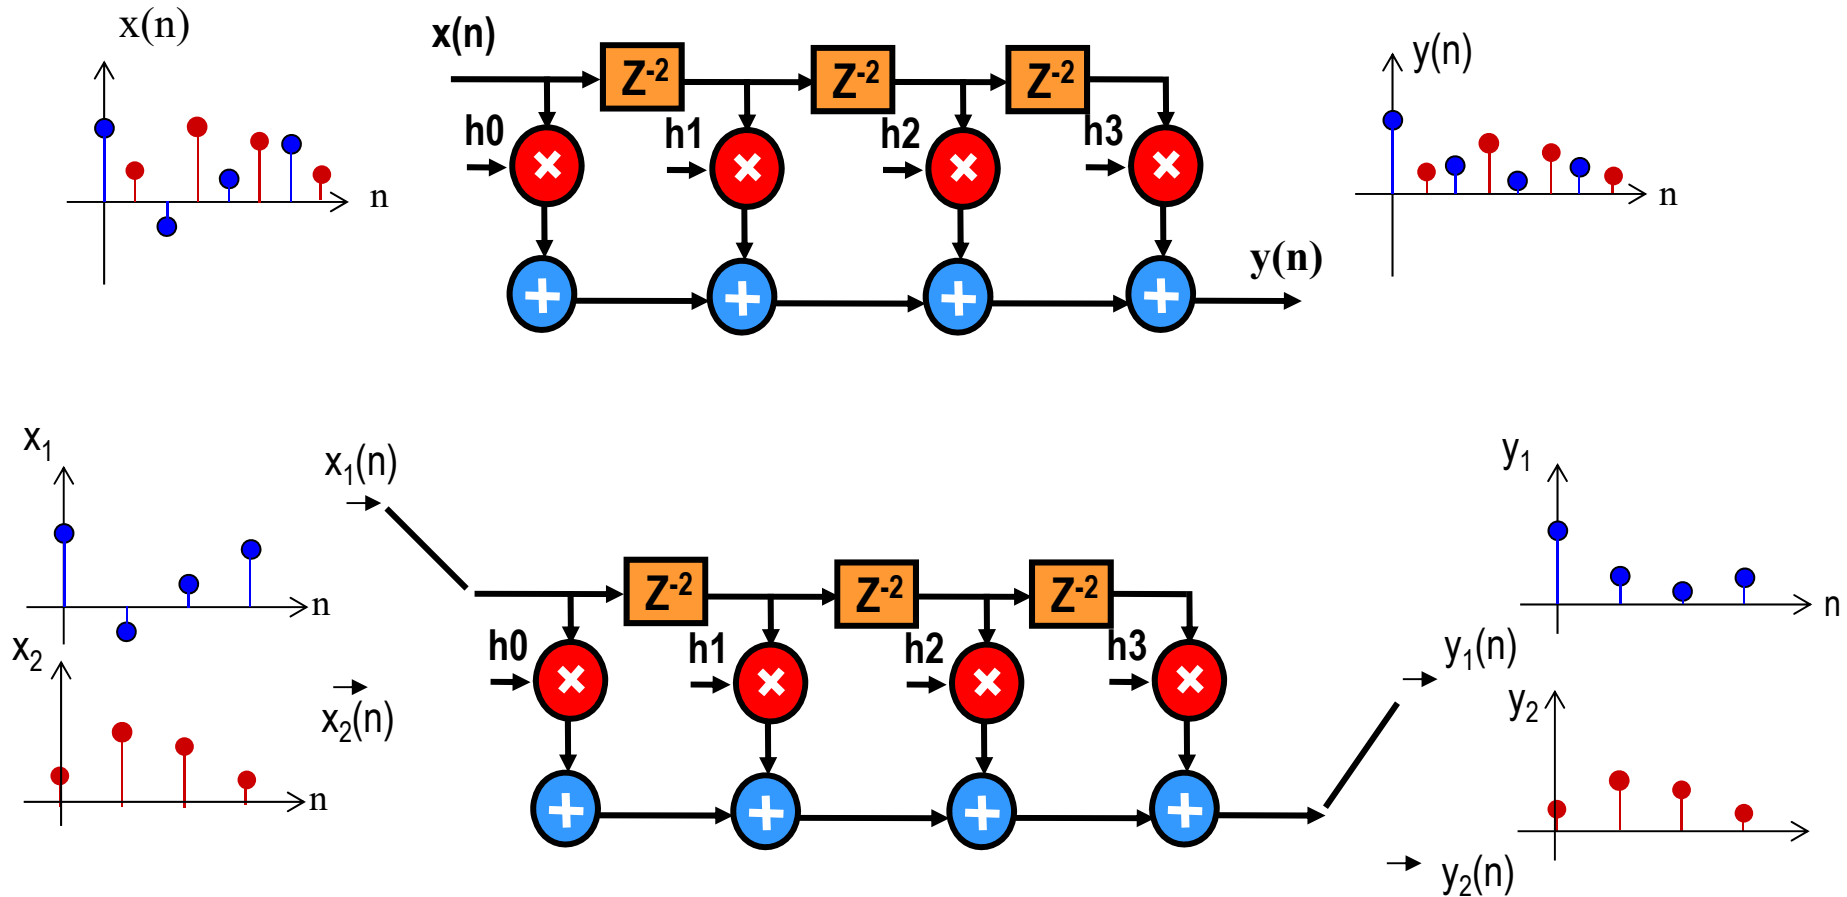 x(n)
x(n)
y(n)
Z⁻² Z⁻² Z⁻²
h0 h1 h2 h3
n
n
y(n)
x₁
x₁(n)
y₁
n
n
Z⁻² Z⁻² Z⁻²
h0 h1 h2 h3
x₂
x₂(n)
y₁(n)
y₂
n
y₂(n)